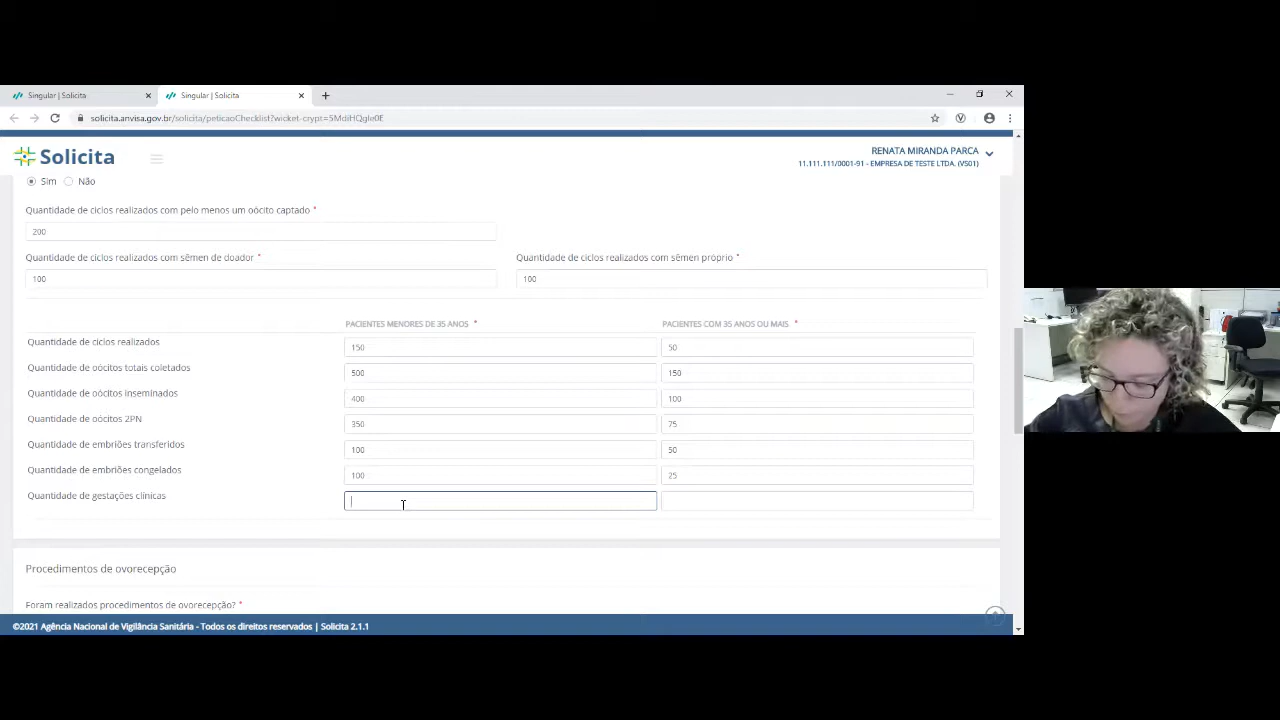 Singular | Solicita
Singular | Solicita
solicita.anvisa.gov.br/solicita/peticaoChecklist?wicket-crypt=5MdiHQgIe0E
Solicita
RENATA MIRANDA PARCA
11.111.111/0001-91 - EMPRESA DE TESTE LTDA. (VS01)
Sim Não
Quantidade de ciclos realizados com pelo menos um oócito captado *
200
Quantidade de ciclos realizados com sêmen de doador * Quantidade de ciclos realizados com sêmen próprio *
100 100
PACIENTES MENORES DE 35 ANOS * PACIENTES COM 35 ANOS OU MAIS *
Quantidade de ciclos realizados 150 50
Quantidade de oócitos totais coletados 500 150
Quantidade de oócitos inseminados 400 100
Quantidade de oócitos 2PN 350 75
Quantidade de embriões transferidos 100 50
Quantidade de embriões congelados 100 25
Quantidade de gestações clínicas
Procedimentos de ovorecepção
Foram realizados procedimentos de ovorecepção? *
©2021 Agência Nacional de Vigilância Sanitária - Todos os direitos reservados | Solicita 2.1.1